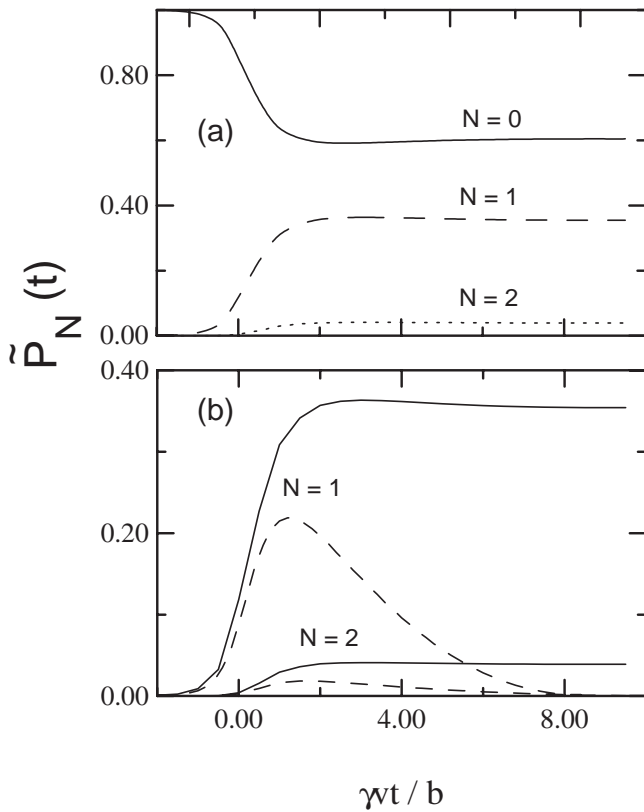 0.80
(a)
N = 0
0.40
N = 1
N = 2
0.00
P̃_N (t)
0.40
(b)
N = 1
0.20
N = 2
0.00
0.00 4.00 8.00
γvt / b